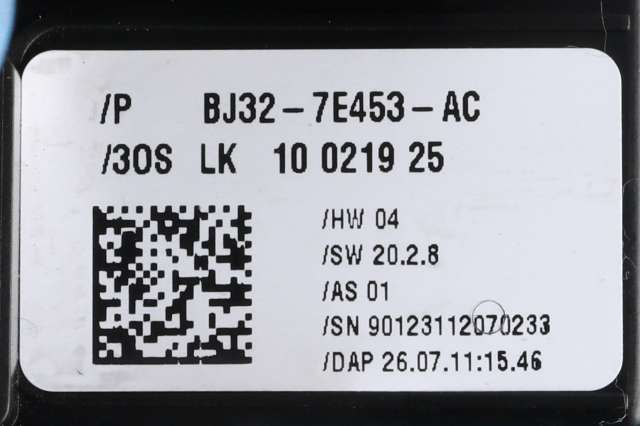 /P BJ32-7E453-AC
/3OS LK 10 0219 25
/HW 04
/SW 20.2.8
/AS 01
/SN 90123112070233
/DAP 26.07.11:15.46